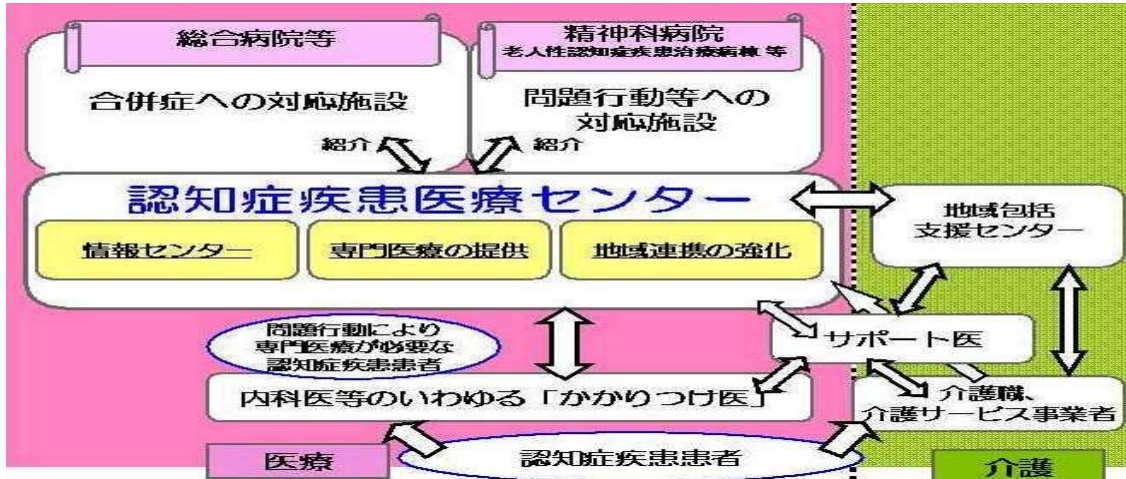 総合病院等
精神科病院
老人性認知症疾患治療病棟 等
合併症への対応施設
問題行動等への
対応施設
紹介
紹介
認知症疾患医療センター
情報センター
専門医療の提供
地域連携の強化
地域包括
支援センター
問題行動により
専門医療が必要な
認知症疾患患者
サポート医
内科医等のいわゆる「かかりつけ医」
介護職、
介護サービス事業者
医療
認知症疾患患者
介護